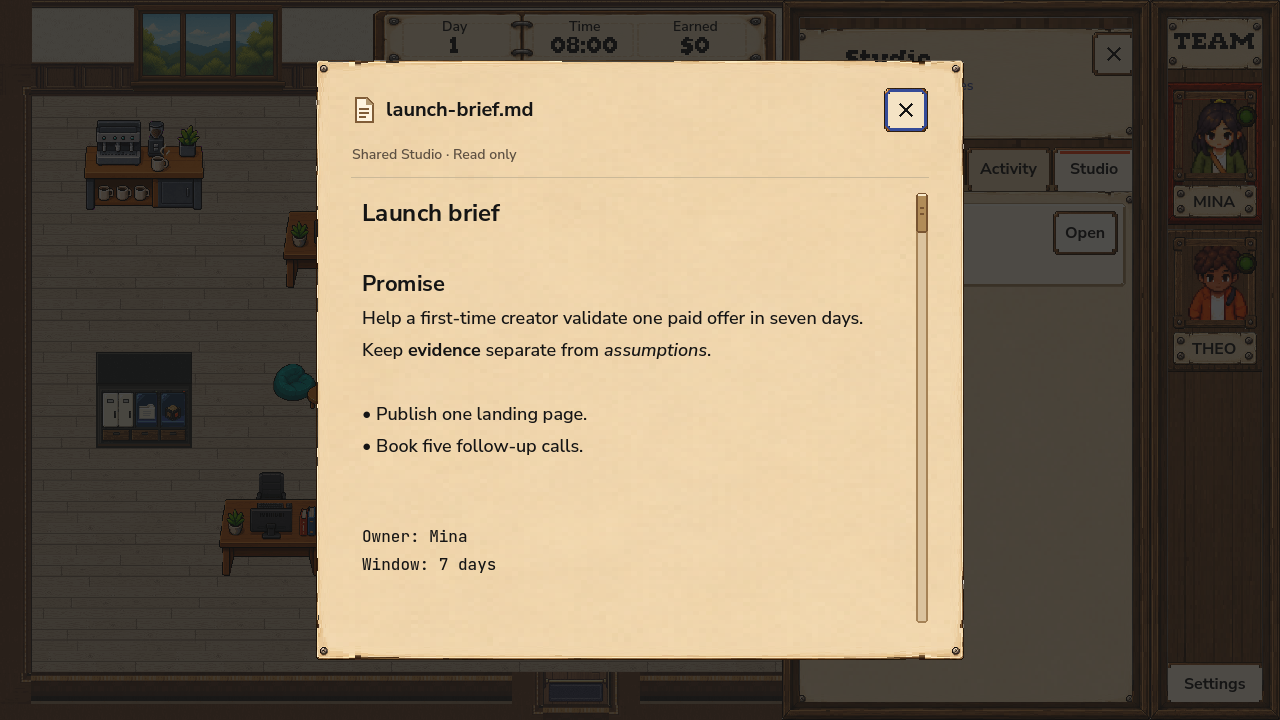 Day
1
Time
08:00
Earned
$0
Studio
TEAM
launch-brief.md
Shared Studio · Read only
Launch brief
Promise
Help a first-time creator validate one paid offer in seven days.
Keep evidence separate from assumptions.
• Publish one landing page.
• Book five follow-up calls.
Owner: Mina
Window: 7 days
Activity
Studio
Open
MINA
THEO
Settings